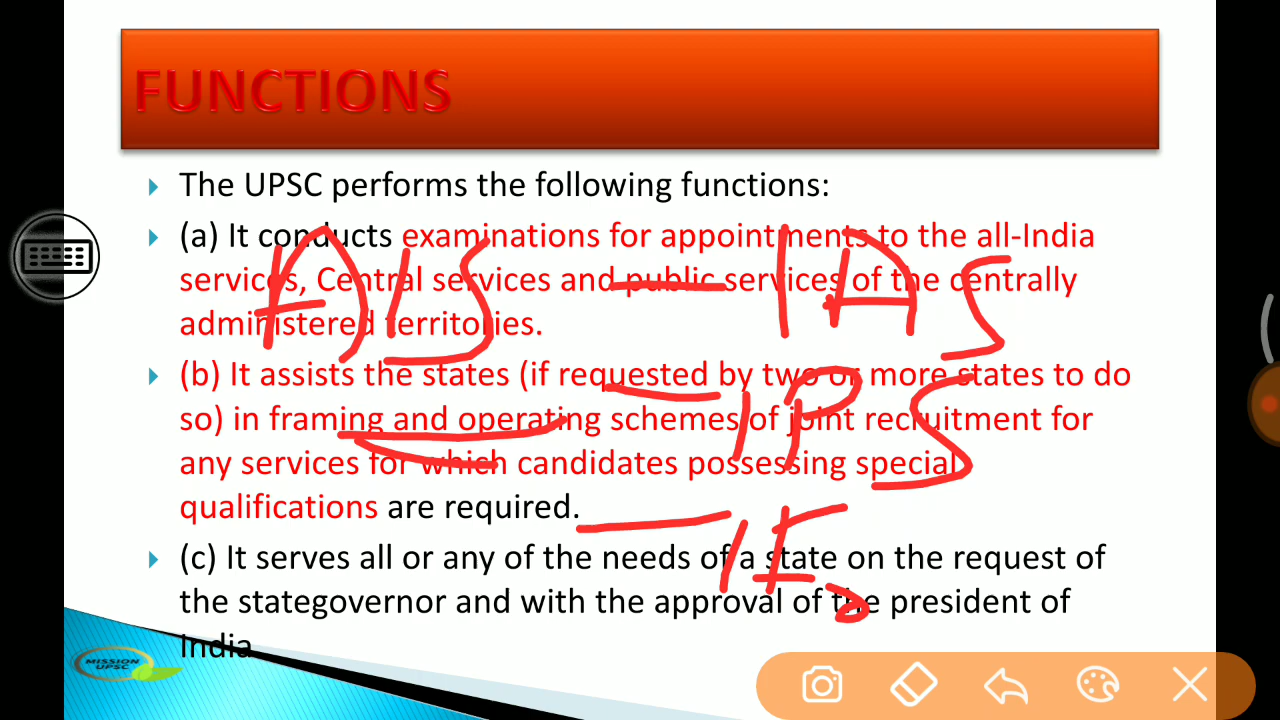 FUNCTIONS
The UPSC performs the following functions:
(a) It conducts examinations for appointments to the all-India
services, Central services and public services of the centrally
administered territories.
(b) It assists the states (if requested by two or more states to do
so) in framing and operating schemes of joint recruitment for
any services for which candidates possessing special
qualifications are required.
(c) It serves all or any of the needs of a state on the request of
the stategovernor and with the approval of the president of
India
AIS
IAS
IPS
MISSION
UPSC